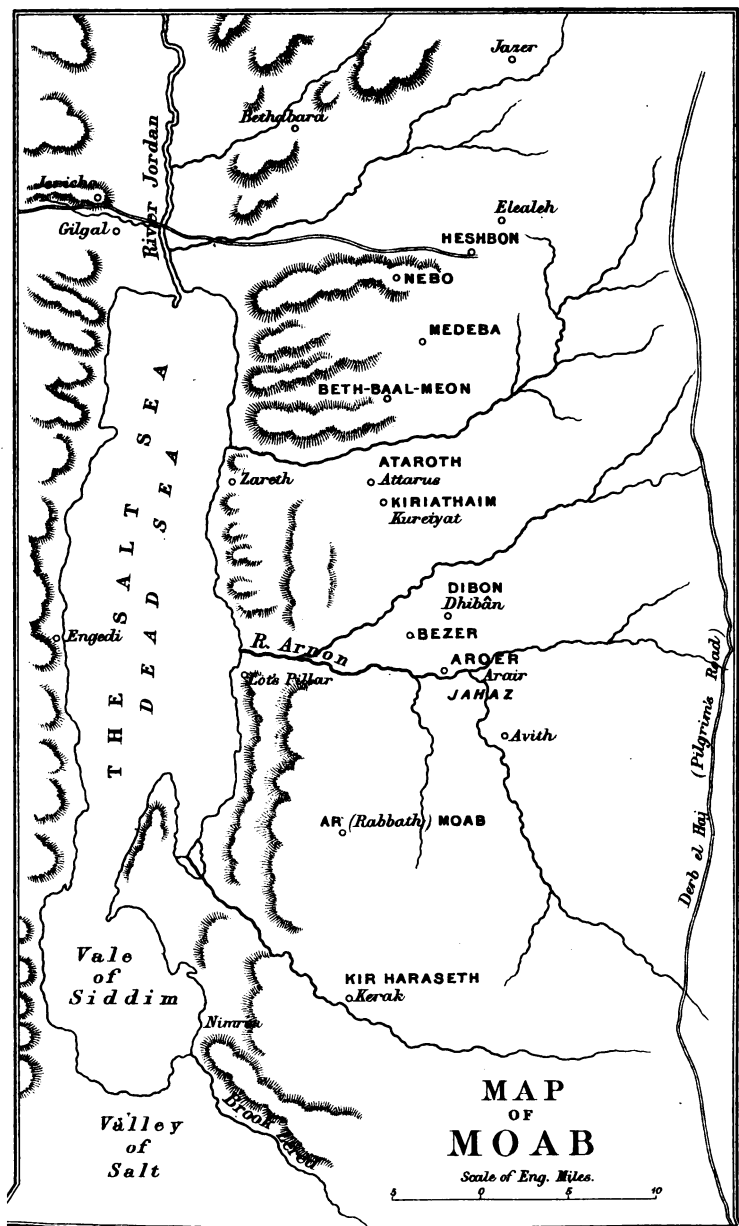 Jazer
Bethabara
River Jordan
Jericho
Elealeh
Gilgal
HESHBON
NEBO
MEDEBA
BETH-BAAL-MEON
THE SALT SEA
DEAD SEA
ATAROTH
Zareth
Attarus
KIRIATHAIM
Kureiyat
DIBON
Dhibân
BEZER
Engedi
R. Arnon
AROER
Arair
Lot's Pillar
JAHAZ
Avith
Derb el Haj (Pilgrim's Road)
AR (Rabbath) MOAB
Vale
of
Siddim
KIR HARASETH
Kerak
Brook Zered
Valley
of
Salt
MAP
OF
MOAB
Scale of Eng. Miles.
5 0 5 10